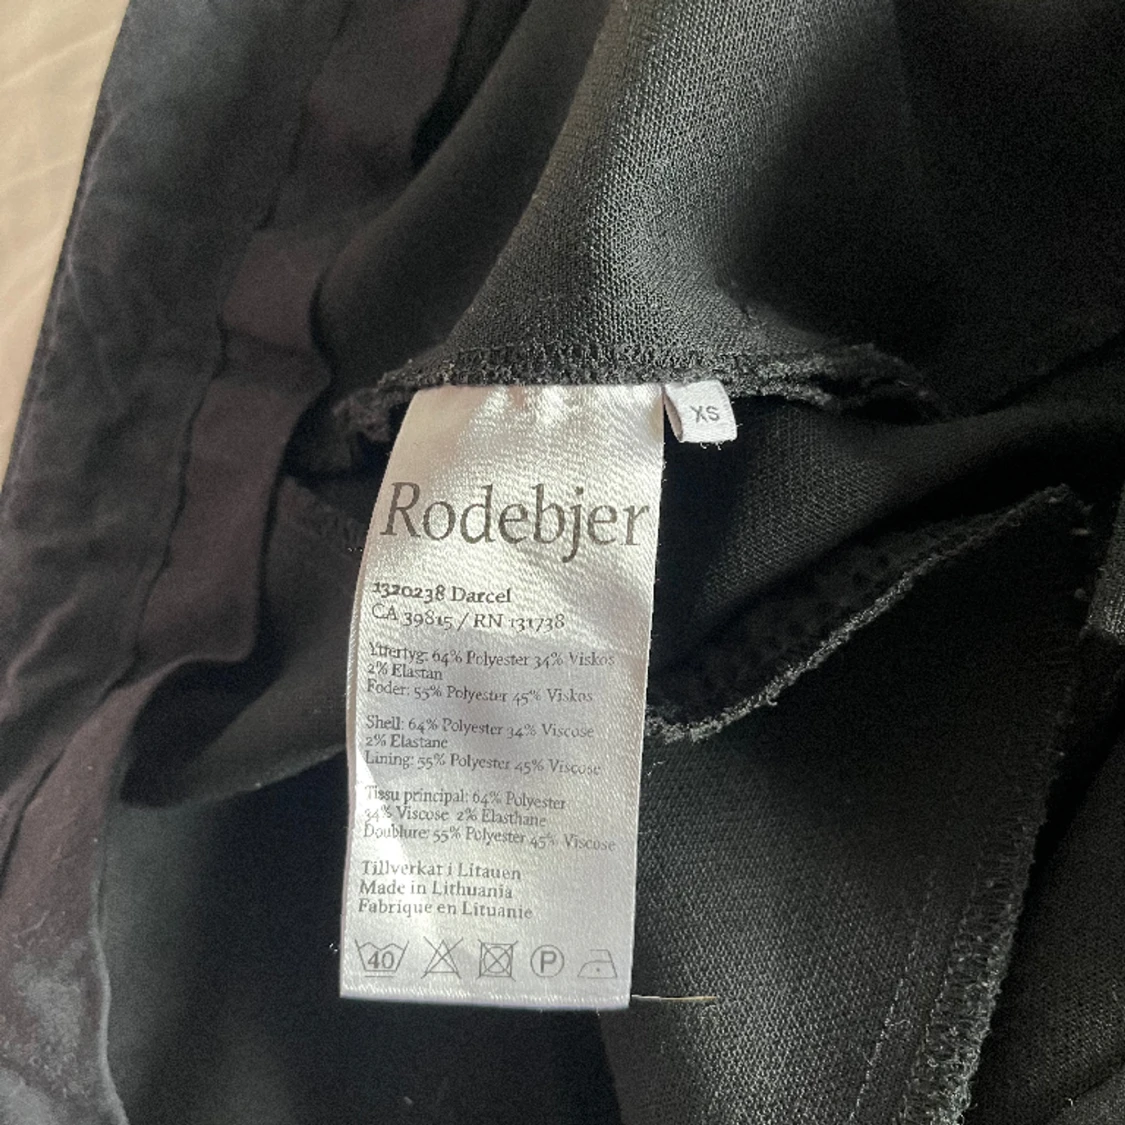 XS
Rodebjer
1320238 Darcel
CA 39815 / RN 131738
Yttertyg: 64% Polyester 34% Viskos
2% Elastan
Foder: 55% Polyester 45% Viskos
Shell: 64% Polyester 34% Viscose
2% Elastane
Lining: 55% Polyester 45% Viscose
Tissu principal: 64% Polyester
34% Viscose 2% Elasthane
Doublure: 55% Polyester 45% Viscose
Tillverkat i Litauen
Made in Lithuania
Fabrique en Lituanie
40 P